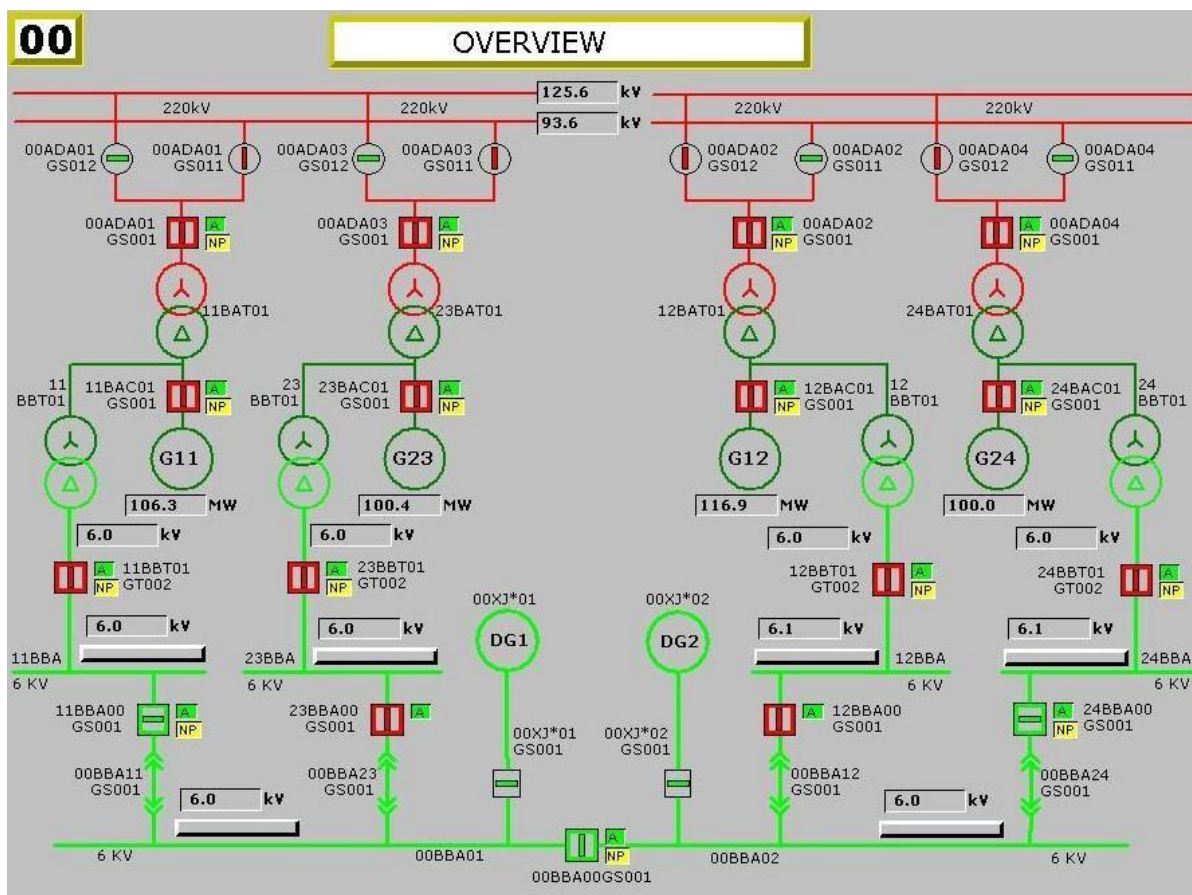 00
OVERVIEW
125.6 kV
220kV 220kV 220kV 220kV
93.6 kV
00ADA01 GS012
00ADA01 GS011
00ADA03 GS012
00ADA03 GS011
00ADA02 GS012
00ADA02 GS011
00ADA04 GS012
00ADA04 GS011
00ADA01 GS001
A
NP
00ADA03 GS001
A
NP
00ADA02 GS001
A
NP
00ADA04 GS001
A
NP
11BAT01
23BAT01
12BAT01
24BAT01
11 BBT01
11BAC01 GS001
A
NP
23 BBT01
23BAC01 GS001
A
NP
12BAC01 GS001
A
NP
12 BBT01
24BAC01 GS001
A
NP
24 BBT01
G11
G23
G12
G24
106.3 MW
100.4 MW
116.9 MW
100.0 MW
6.0 kV
6.0 kV
6.0 kV
6.0 kV
11BBT01 GT002
A
NP
23BBT01 GT002
A
NP
12BBT01 GT002
A
NP
24BBT01 GT002
A
NP
00XJ*01
00XJ*02
6.0 kV
6.0 kV
DG1
DG2
6.1 kV
6.1 kV
11BBA
23BBA
12BBA
24BBA
6 KV
6 KV
6 KV
6 KV
11BBA00 GS001
A
NP
23BBA00 GS001
A
00XJ*01 GS001
00XJ*02 GS001
12BBA00 GS001
A
24BBA00 GS001
A
NP
00BBA11 GS001
00BBA23 GS001
00BBA12 GS001
00BBA24 GS001
6.0 kV
6.0 kV
6 KV
00BBA01
A
NP
00BBA02
6 KV
00BBA00GS001